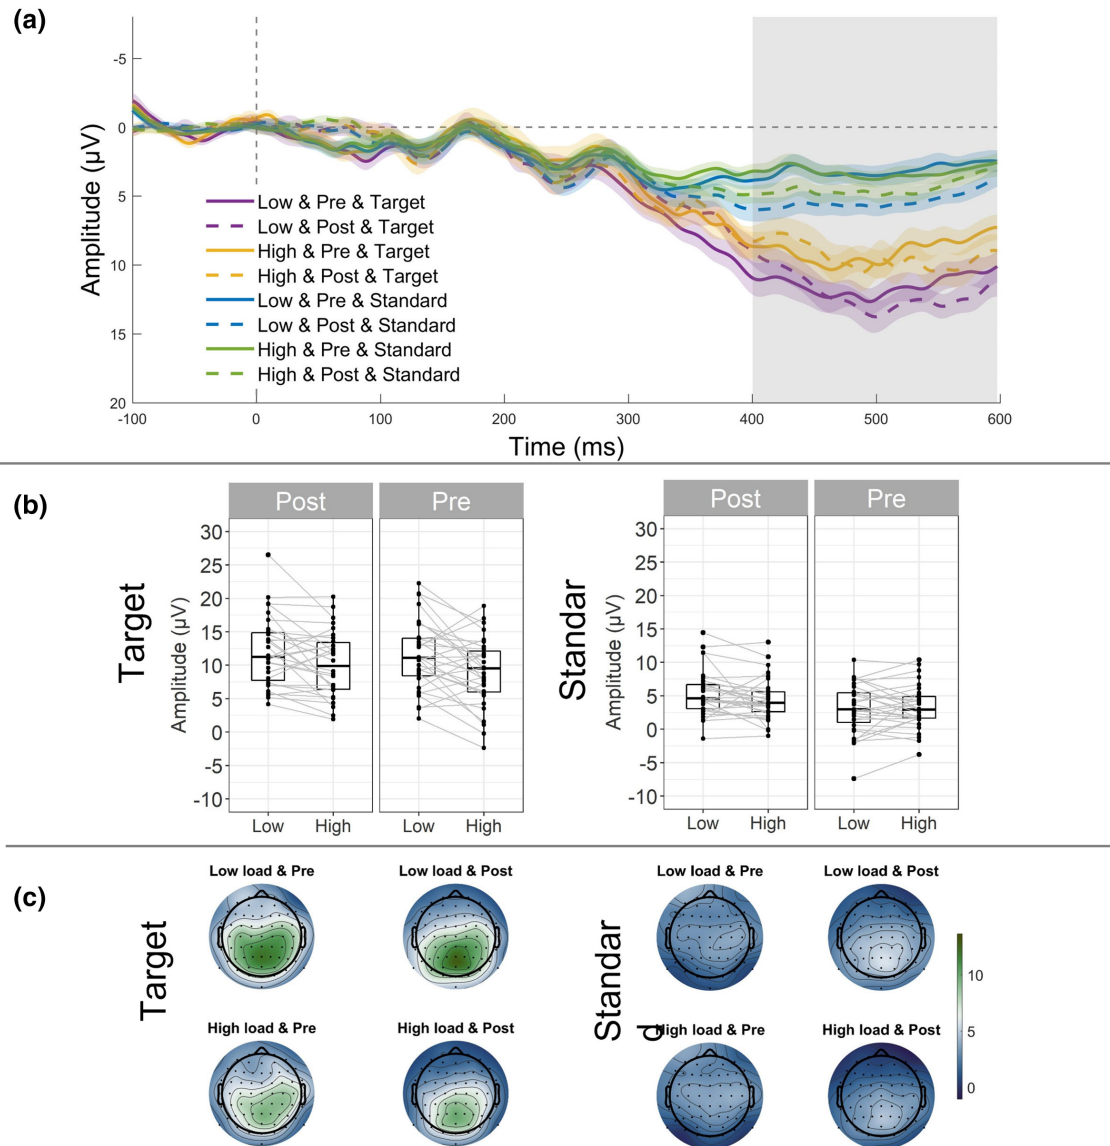 (a)
-5
0
5
10
15
20
Amplitude (µV)
Low & Pre & Target
Low & Post & Target
High & Pre & Target
High & Post & Target
Low & Pre & Standard
Low & Post & Standard
High & Pre & Standard
High & Post & Standard
-100 0 100 200 300 400 500 600
Time (ms)
(b)
Target
Post Pre
Amplitude (µV)
30
25
20
15
10
5
0
-5
-10
Low High Low High
Standar
Post Pre
Amplitude (µV)
30
25
20
15
10
5
0
-5
-10
Low High Low High
(c)
Target
Low load & Pre Low load & Post
High load & Pre High load & Post
Standar
d
Low load & Pre Low load & Post
High load & Pre High load & Post
10
5
0